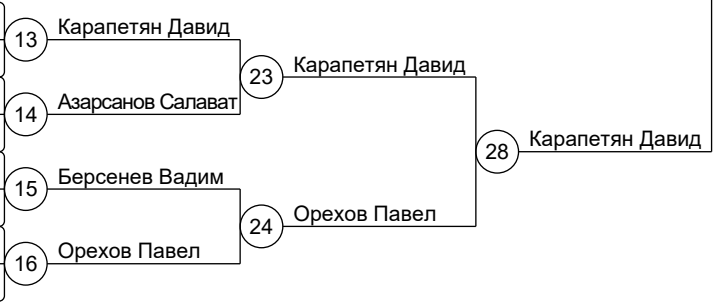 13 Карапетян Давид
23 Карапетян Давид
14 Азарсанов Салават
28 Карапетян Давид
15 Берсенев Вадим
24 Орехов Павел
16 Орехов Павел